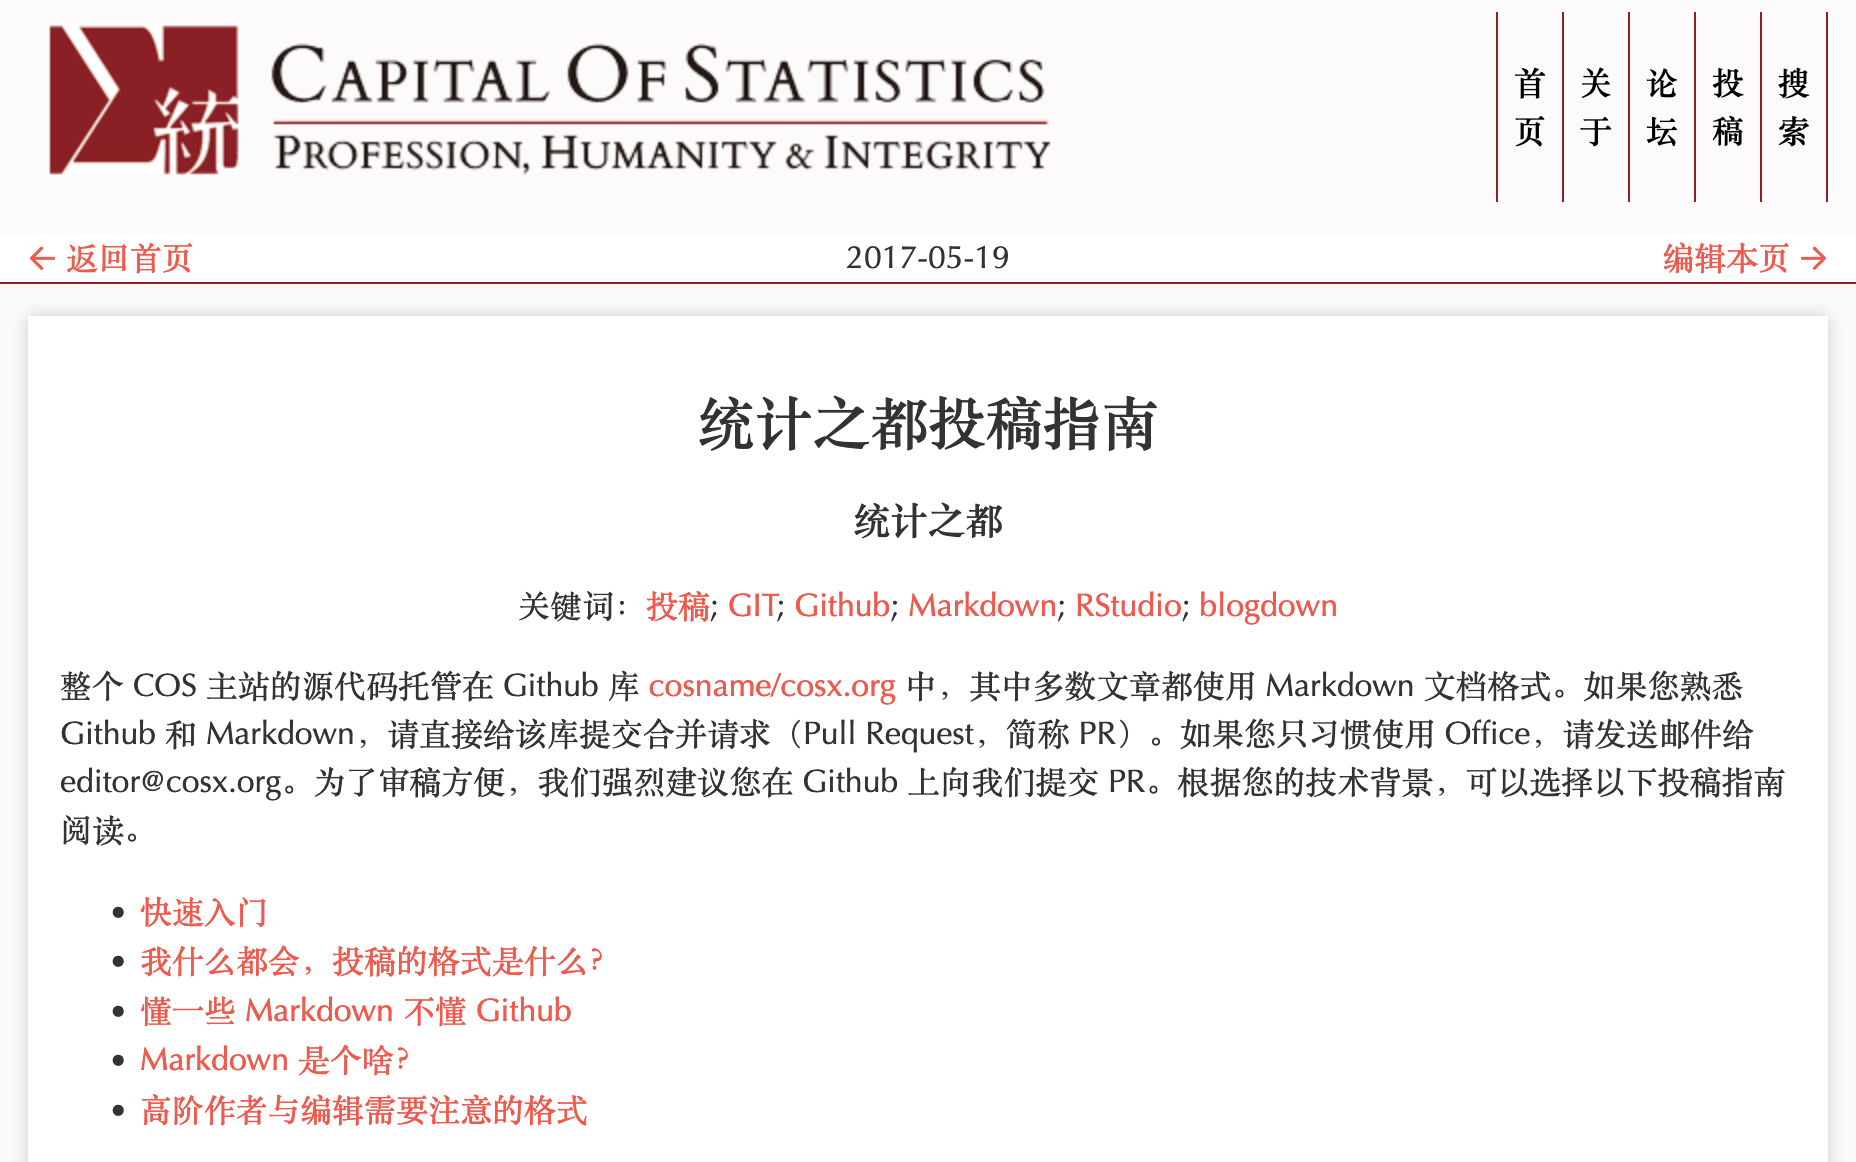 統
CAPITAL OF STATISTICS
PROFESSION, HUMANITY & INTEGRITY
首页
关于
论坛
投稿
搜索
← 返回首页
2017-05-19
编辑本页 →
统计之都投稿指南
统计之都
关键词：投稿; GIT; Github; Markdown; RStudio; blogdown
整个 COS 主站的源代码托管在 Github 库 cosname/cosx.org 中，其中多数文章都使用 Markdown 文档格式。如果您熟悉
Github 和 Markdown，请直接给该库提交合并请求（Pull Request，简称 PR）。如果您只习惯使用 Office，请发送邮件给
editor@cosx.org。为了审稿方便，我们强烈建议您在 Github 上向我们提交 PR。根据您的技术背景，可以选择以下投稿指南
阅读。
• 快速入门
• 我什么都会，投稿的格式是什么？
• 懂一些 Markdown 不懂 Github
• Markdown 是个啥？
• 高阶作者与编辑需要注意的格式